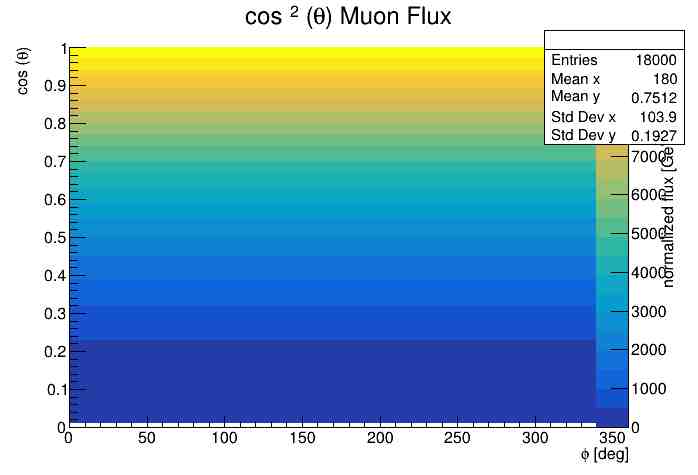 cos ² (θ) Muon Flux
Entries 18000
Mean x 180
Mean y 0.7512
Std Dev x 103.9
Std Dev y 0.1927
cos (θ)
1
0.9
0.8
0.7
0.6
0.5
0.4
0.3
0.2
0.1
0
0 50 100 150 200 250 300 350
φ [deg]
7000
6000
5000
4000
3000
2000
1000
0
normallized flux [Ge